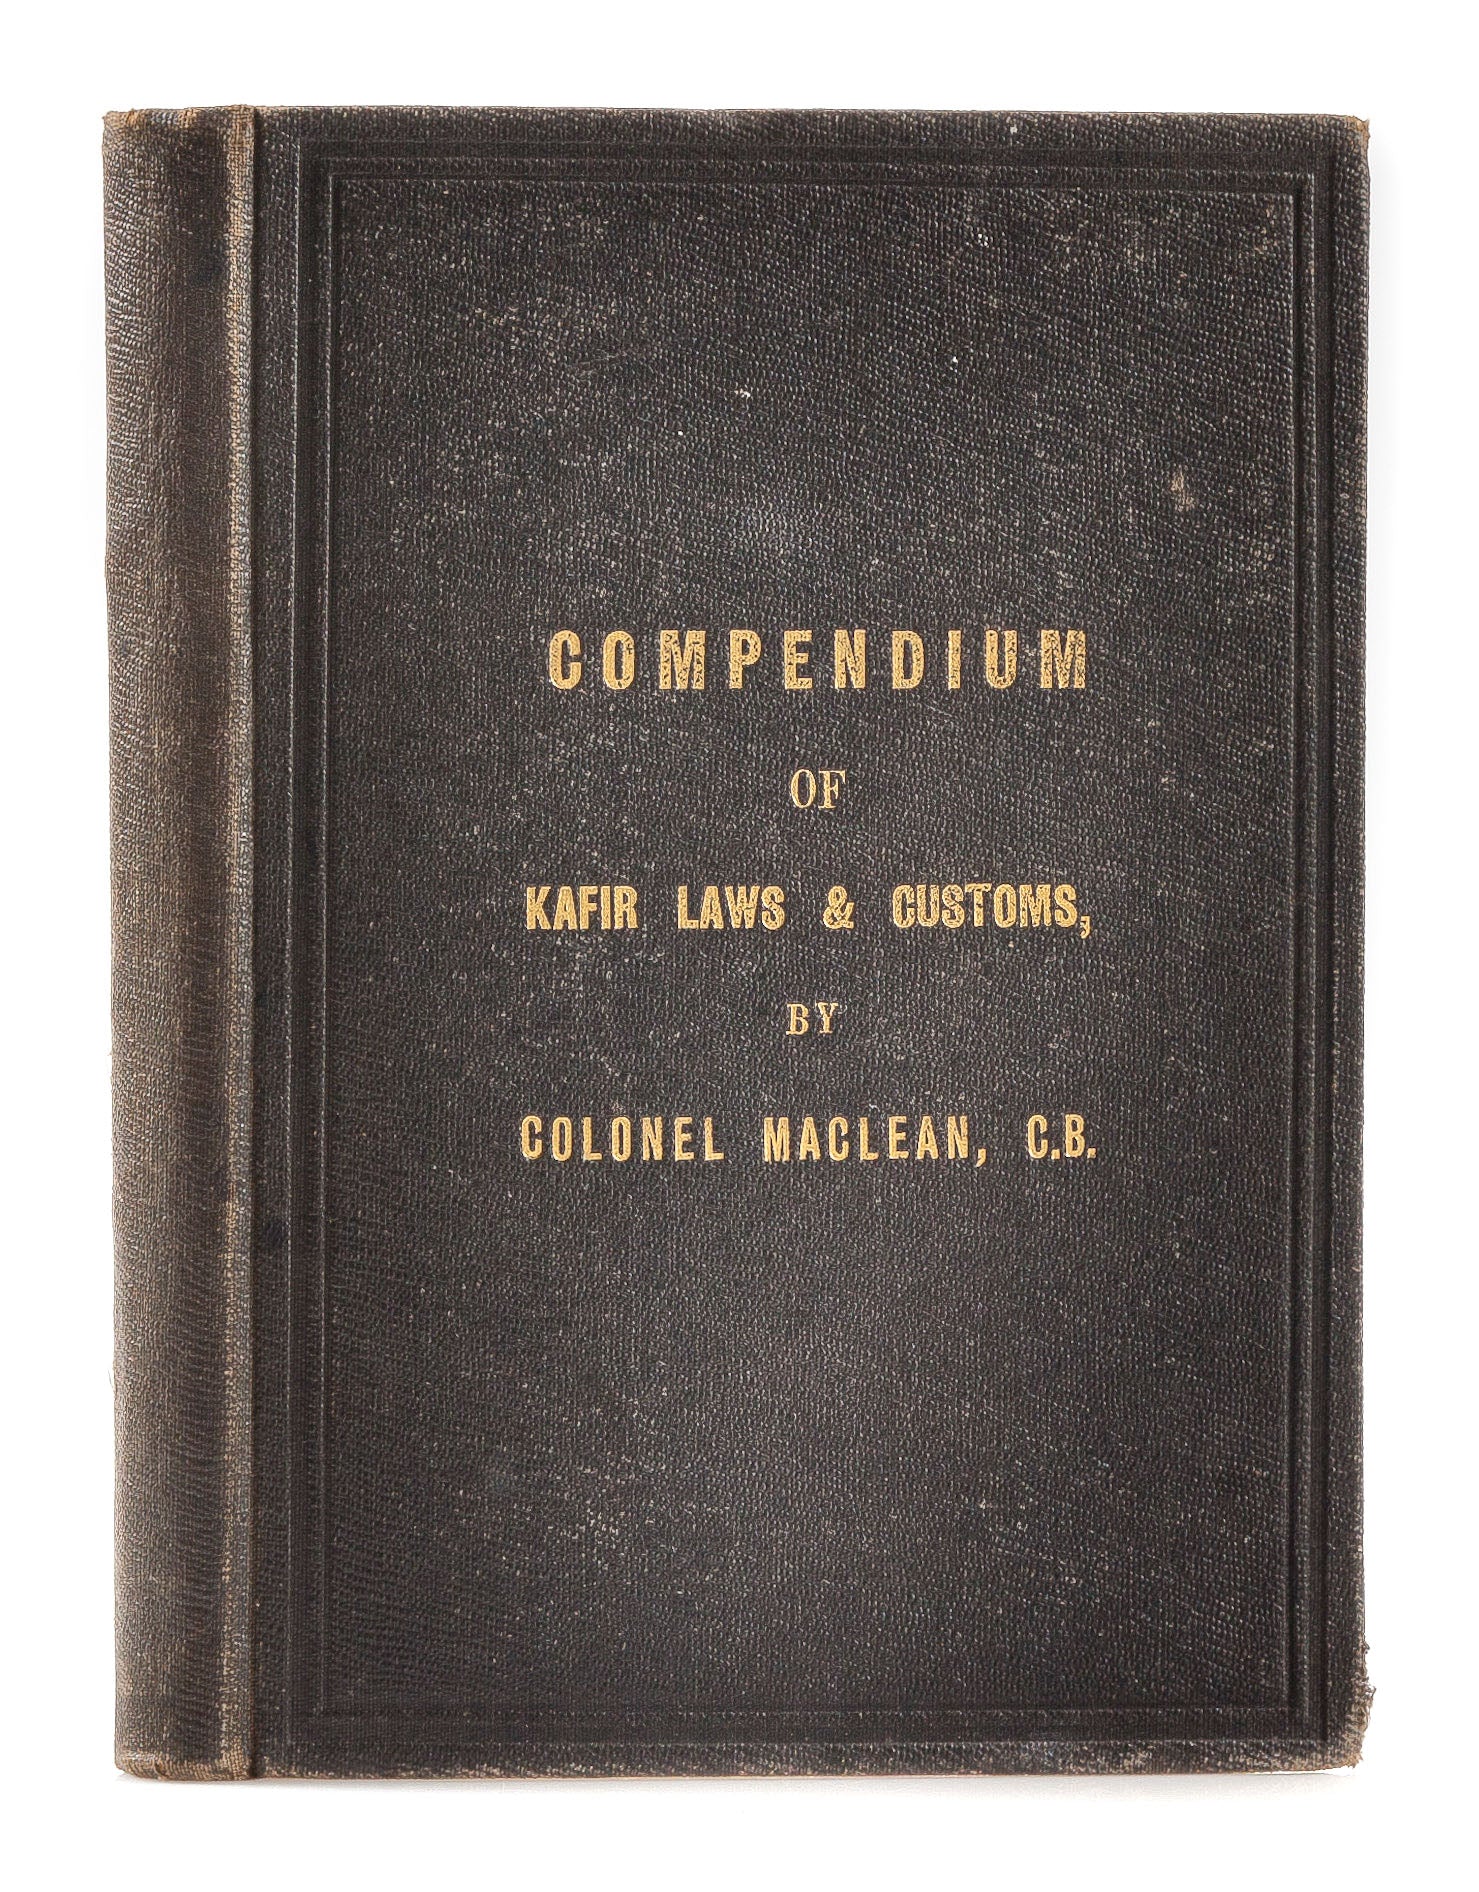 COMPENDIUM
OF
KAFIR LAWS & CUSTOMS,
BY
COLONEL MACLEAN, C.B.